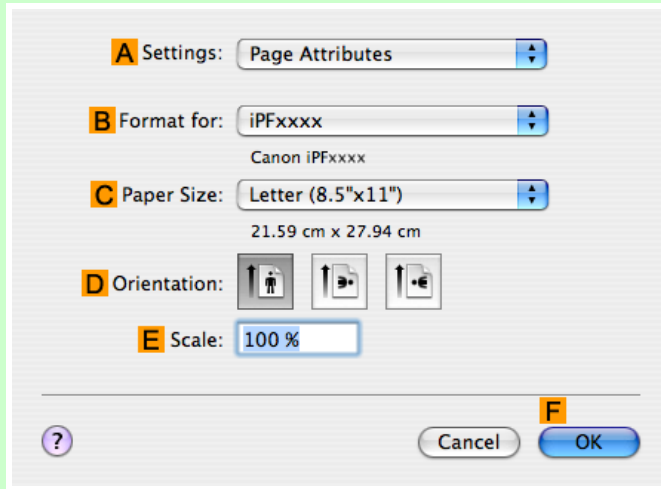 A Settings: Page Attributes
B Format for: iPFxxxx
Canon iPFxxxx
C Paper Size: Letter (8.5"x11")
21.59 cm x 27.94 cm
D Orientation:
E Scale: 100 %
F
? Cancel OK